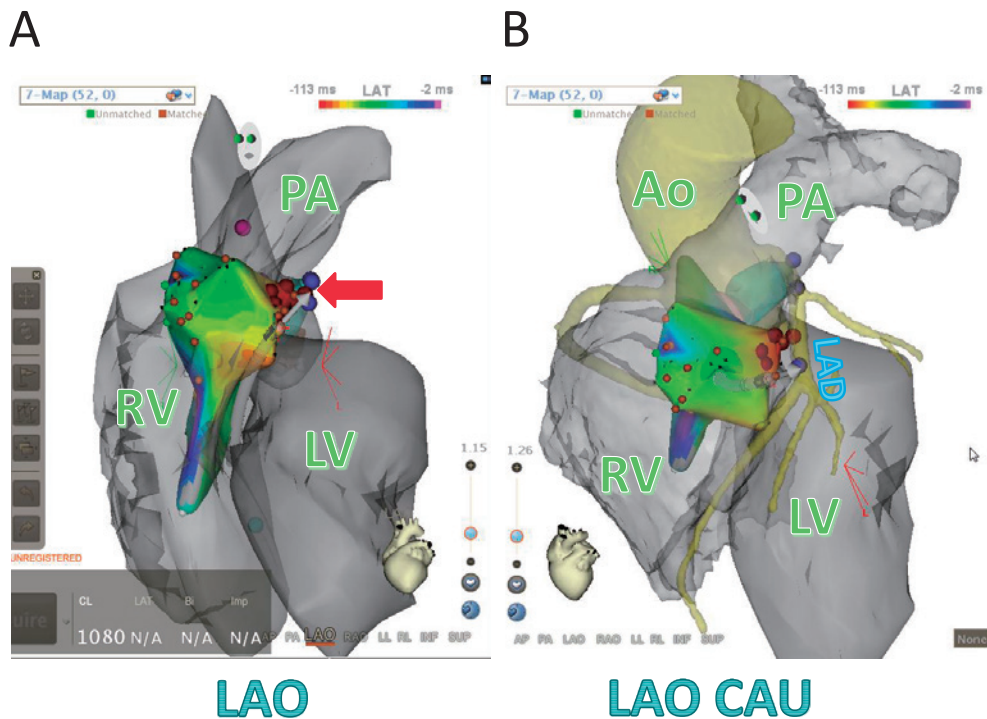 A
B
7-Map (52, 0)
-113 ms LAT -2 ms
Unmatched Matched
7-Map (52, 0)
-113 ms LAT -2 ms
Unmatched Matched
PA
Ao
PA
R
LAD
RV
LV
L
RV
LV
L
1.15
1.26
UNREGISTERED
CL LAT Bi Imp
1080 N/A N/A N/A
uire
AP PA LAO RAO LL RL INF SUP
AP PA LAO RAO LL RL INF SUP
None
LAO
LAO CAU